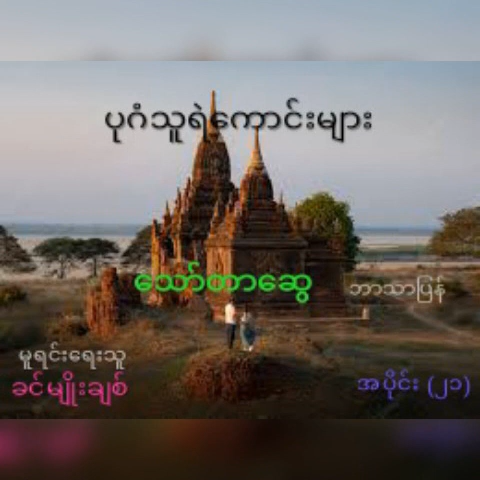 ပုဂံသူရဲကောင်းများ
သော်တာဆွေ ဘာသာပြန်
မူရင်းရေးသူ
ခင်မျိုးချစ် အပိုင်း (၂၁)